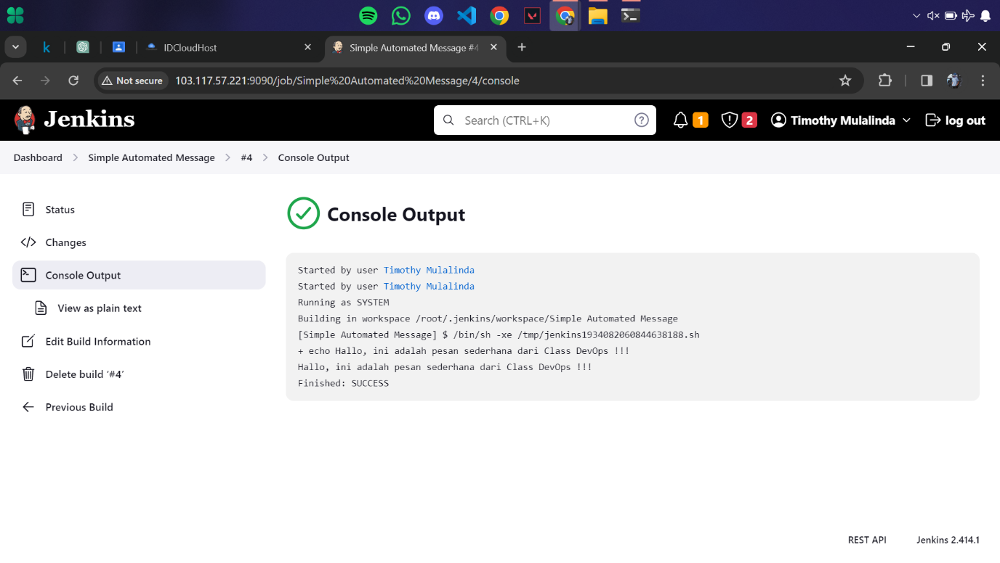 IDCloudHost
Simple Automated Message #4
Not secure
103.117.57.221:9090/job/Simple%20Automated%20Message/4/console
Jenkins
Search (CTRL+K)
1
2
Timothy Mulalinda
log out
Dashboard
Simple Automated Message
#4
Console Output
Status
Changes
Console Output
View as plain text
Edit Build Information
Delete build ‘#4’
Previous Build
Console Output
Started by user Timothy Mulalinda
Started by user Timothy Mulalinda
Running as SYSTEM
Building in workspace /root/.jenkins/workspace/Simple Automated Message
[Simple Automated Message] $ /bin/sh -xe /tmp/jenkins1934082060844638188.sh
+ echo Hallo, ini adalah pesan sederhana dari Class DevOps !!!
Hallo, ini adalah pesan sederhana dari Class DevOps !!!
Finished: SUCCESS
REST API
Jenkins 2.414.1